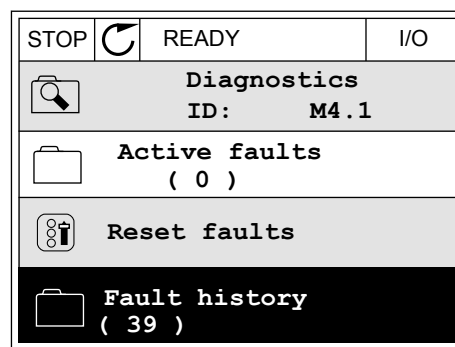 STOP READY I/O
Diagnostics
ID: M4.1
Active faults
( 0 )
Reset faults
Fault history
( 39 )